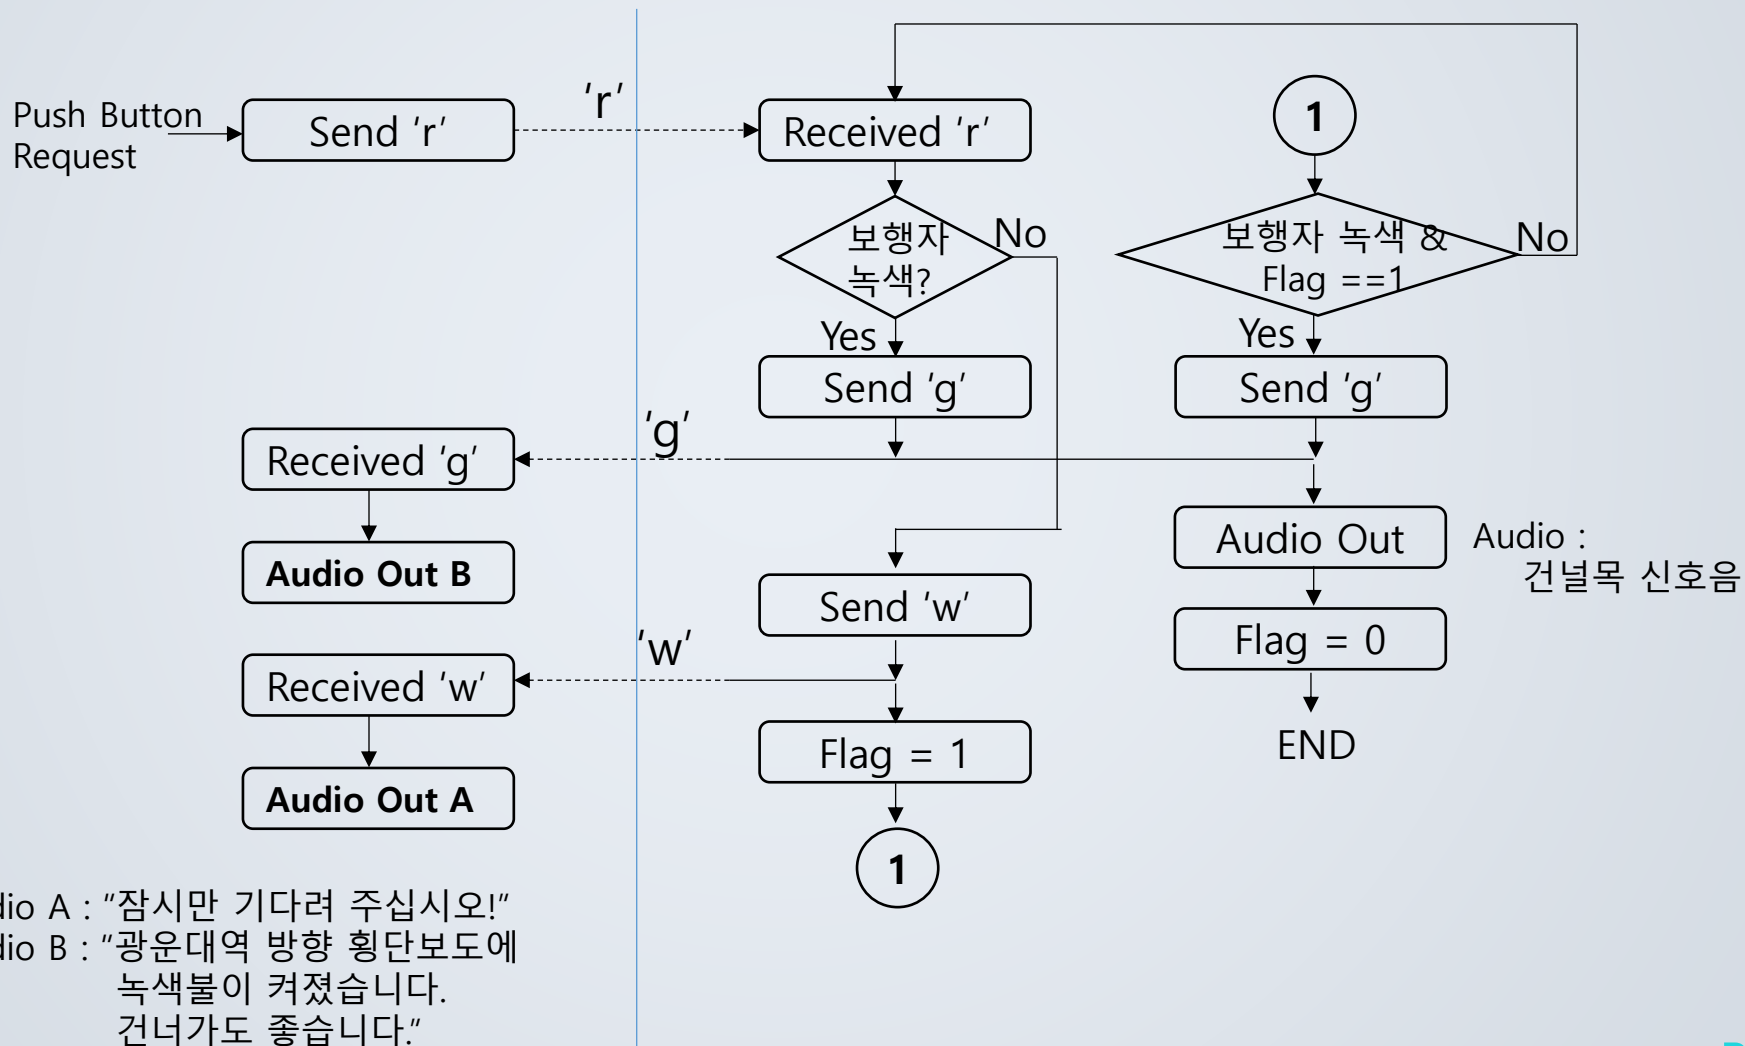 Push Button
Request
Send ‘r’
‘r’
Received ‘r’
보행자
녹색?
No
Yes
Send ‘g’
‘g’
Received ‘g’
Audio Out B
Send ‘w’
‘w’
Received ‘w’
Audio Out A
Flag = 1
1
1
보행자 녹색 &
Flag ==1
No
Yes
Send ‘g’
Audio Out
Audio :
건널목 신호음
Flag = 0
END
dio A : “잠시만 기다려 주십시오!”
dio B : “광운대역 방향 횡단보도에
녹색불이 켜졌습니다.
건너가도 좋습니다.”